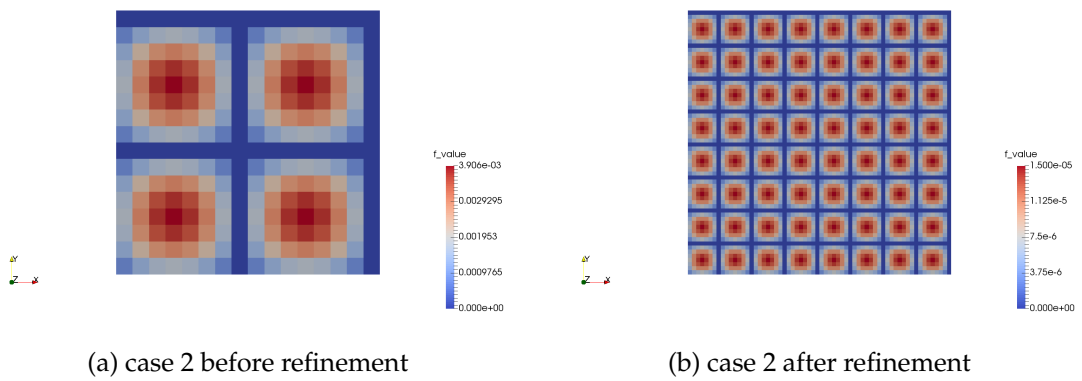 f_value
3.906e-03
0.0029295
0.001953
0.0009765
0.000e+00
Y
Z
X
(a) case 2 before refinement
f_value
1.500e-05
1.125e-5
7.5e-6
3.75e-6
0.000e+00
Y
Z
X
(b) case 2 after refinement